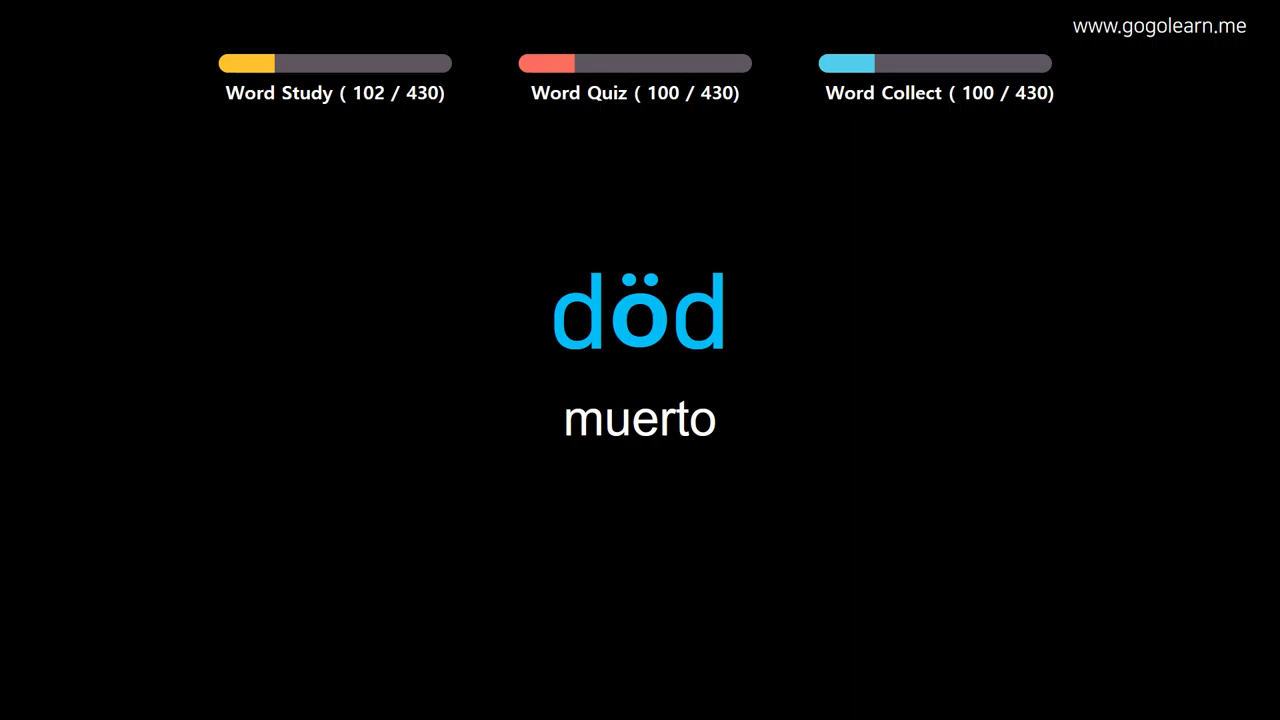 www.gogolearn.me
Word Study ( 102 / 430)
Word Quiz ( 100 / 430)
Word Collect ( 100 / 430)
död
muerto